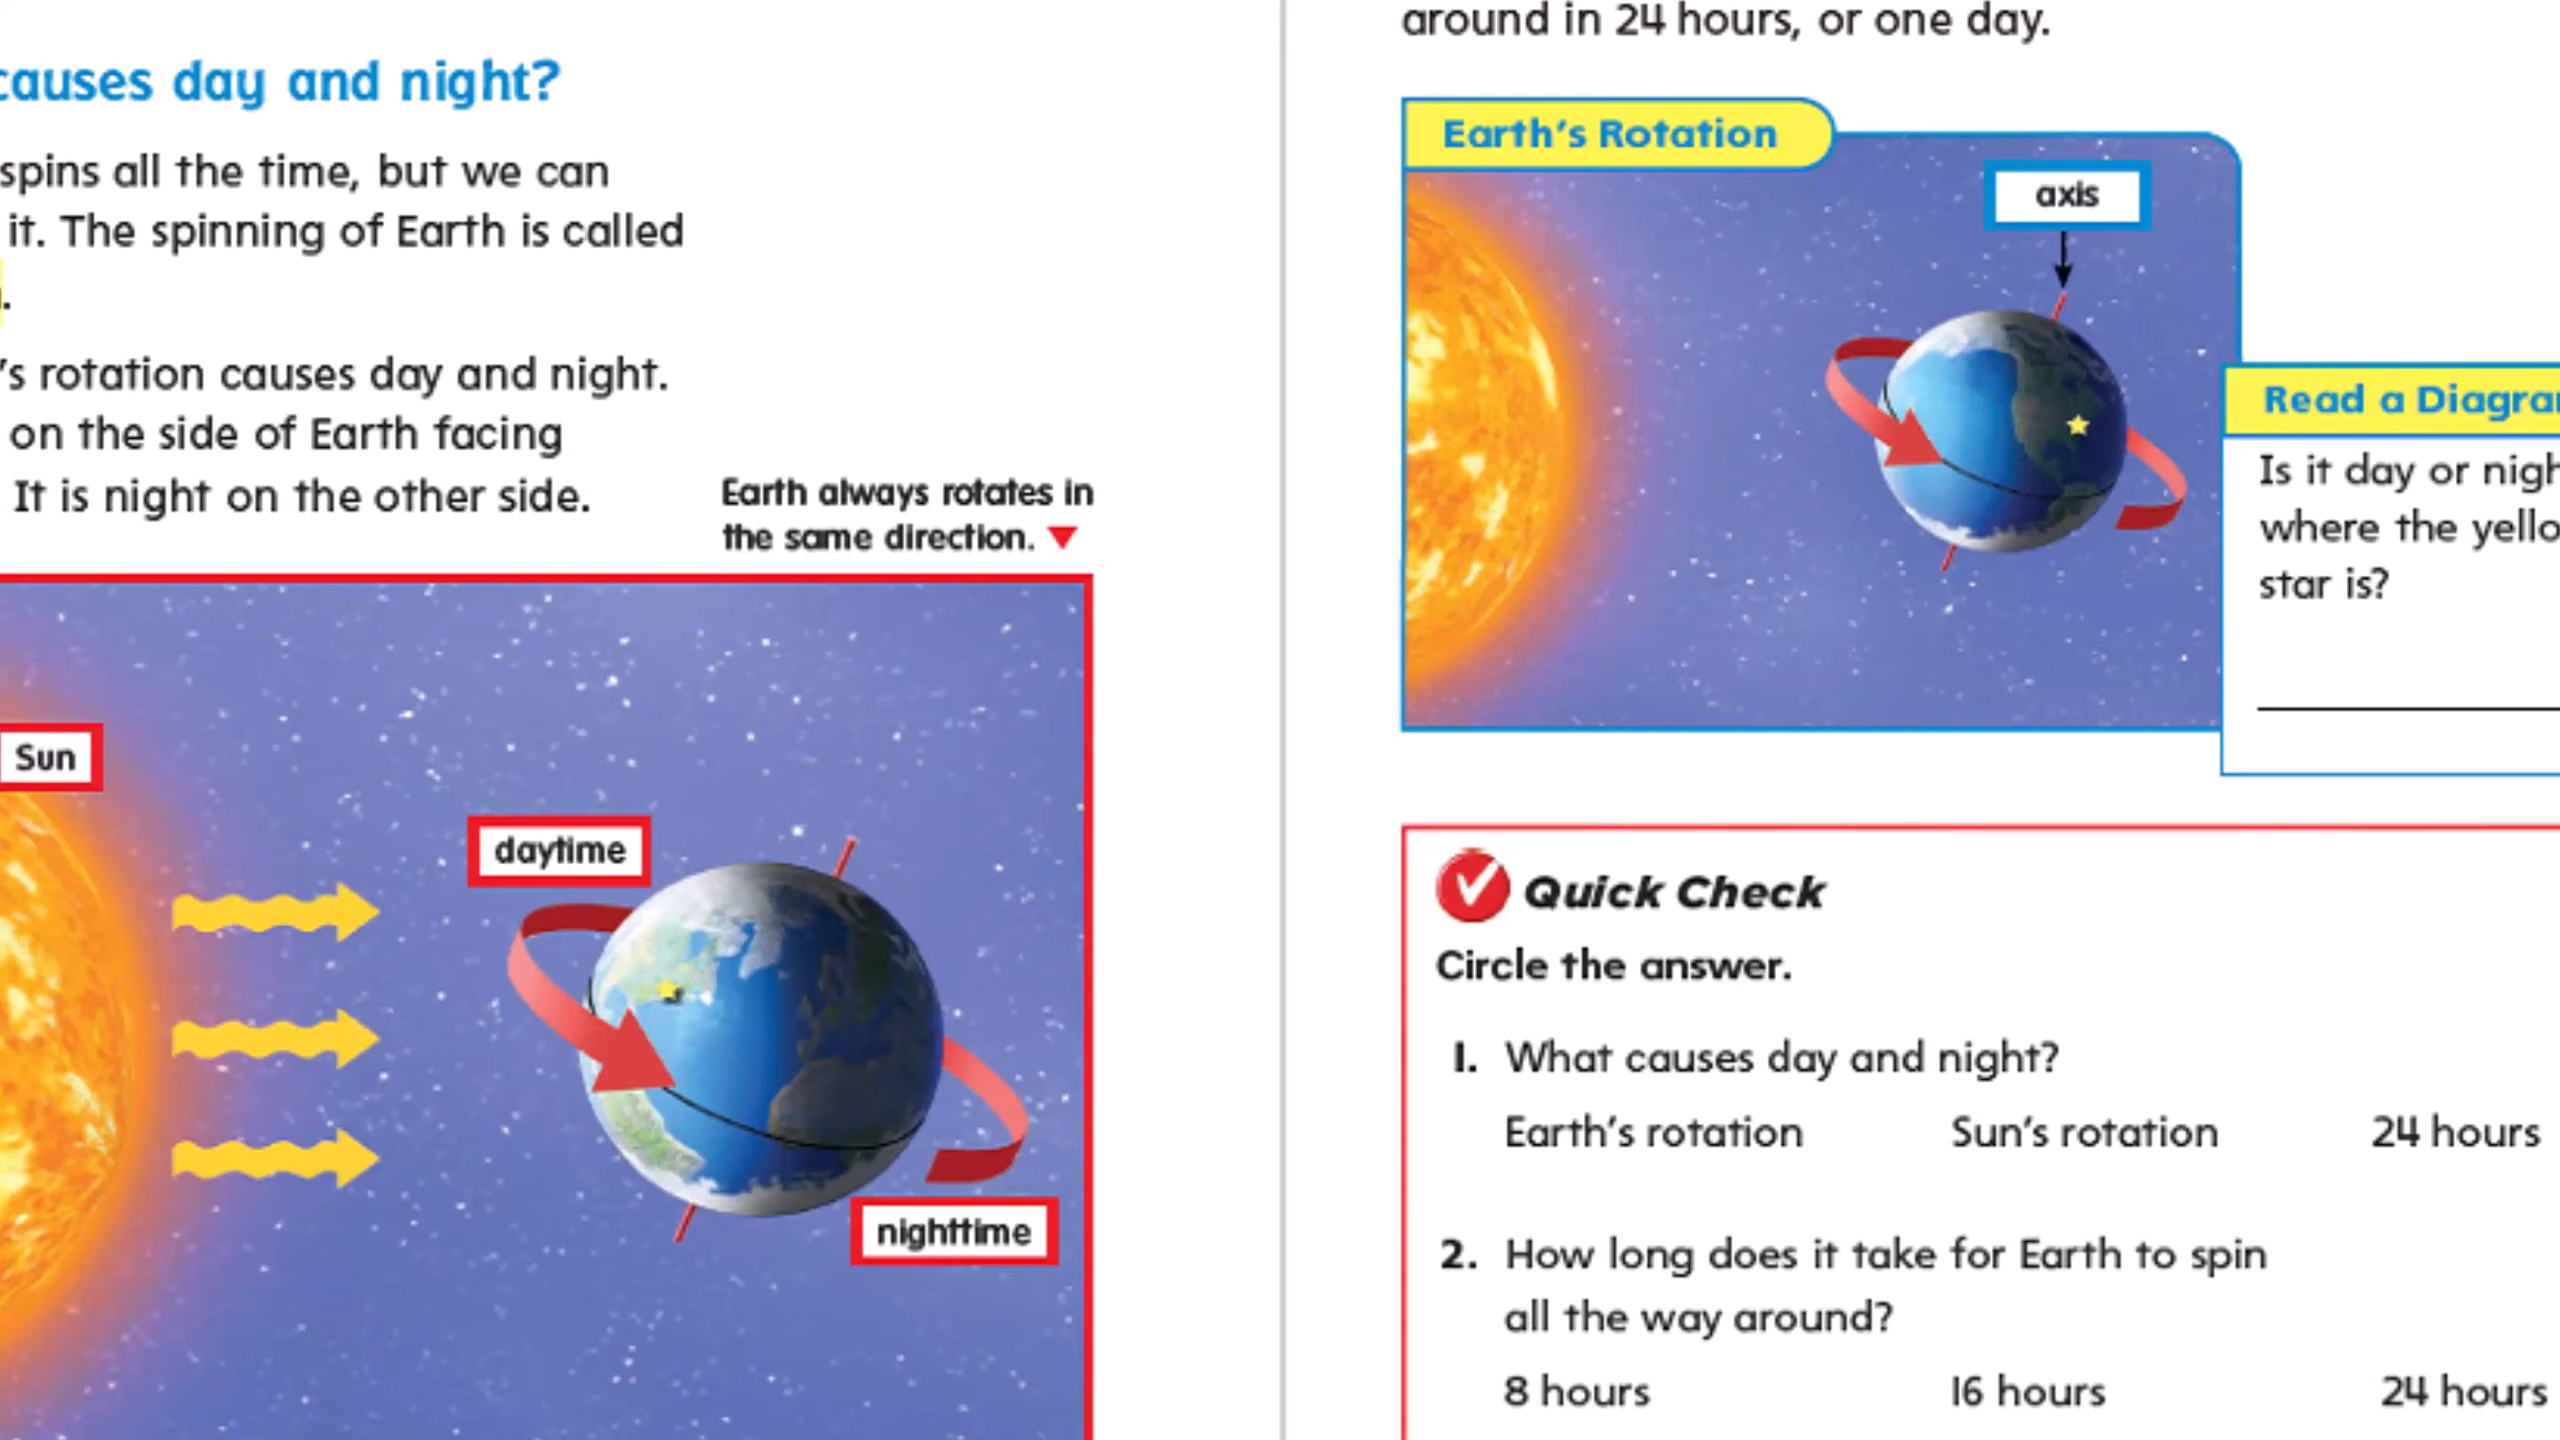 causes day and night?
spins all the time, but we can
it. The spinning of Earth is called
's rotation causes day and night.
on the side of Earth facing
It is night on the other side.
Earth always rotates in
the same direction.
Sun
daytime
nighttime
around in 24 hours, or one day.
Earth's Rotation
axis
Read a
Is it day or
where the
star is?
Quick Check
Circle the answer.
1. What causes day and night?
Earth's rotation Sun's rotation 24 hours
2. How long does it take for Earth to spin
all the way around?
8 hours 16 hours 24 hours